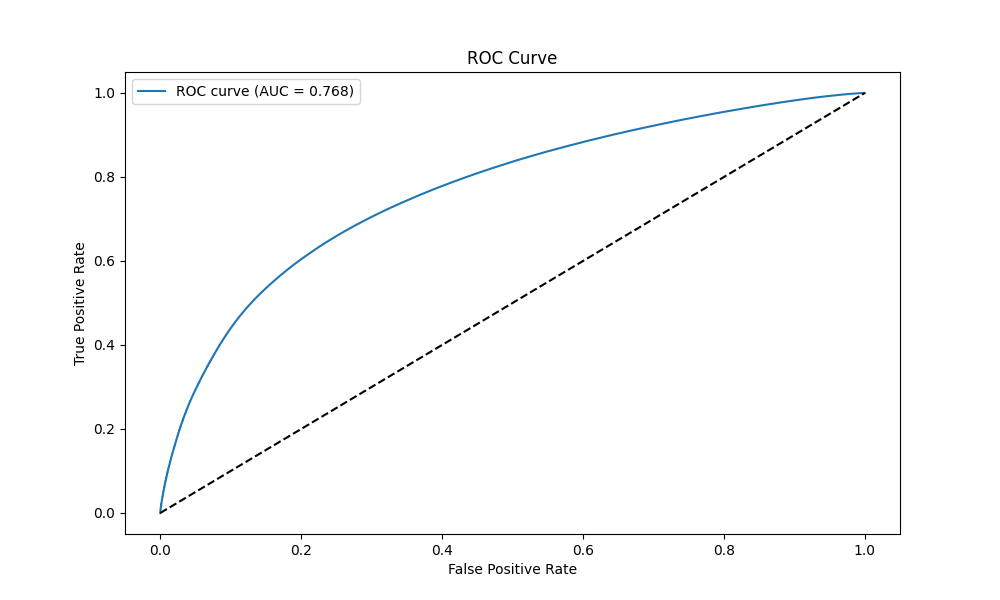 ROC Curve
ROC curve (AUC = 0.768)
True Positive Rate
1.0
0.8
0.6
0.4
0.2
0.0
0.0 0.2 0.4 0.6 0.8 1.0
False Positive Rate